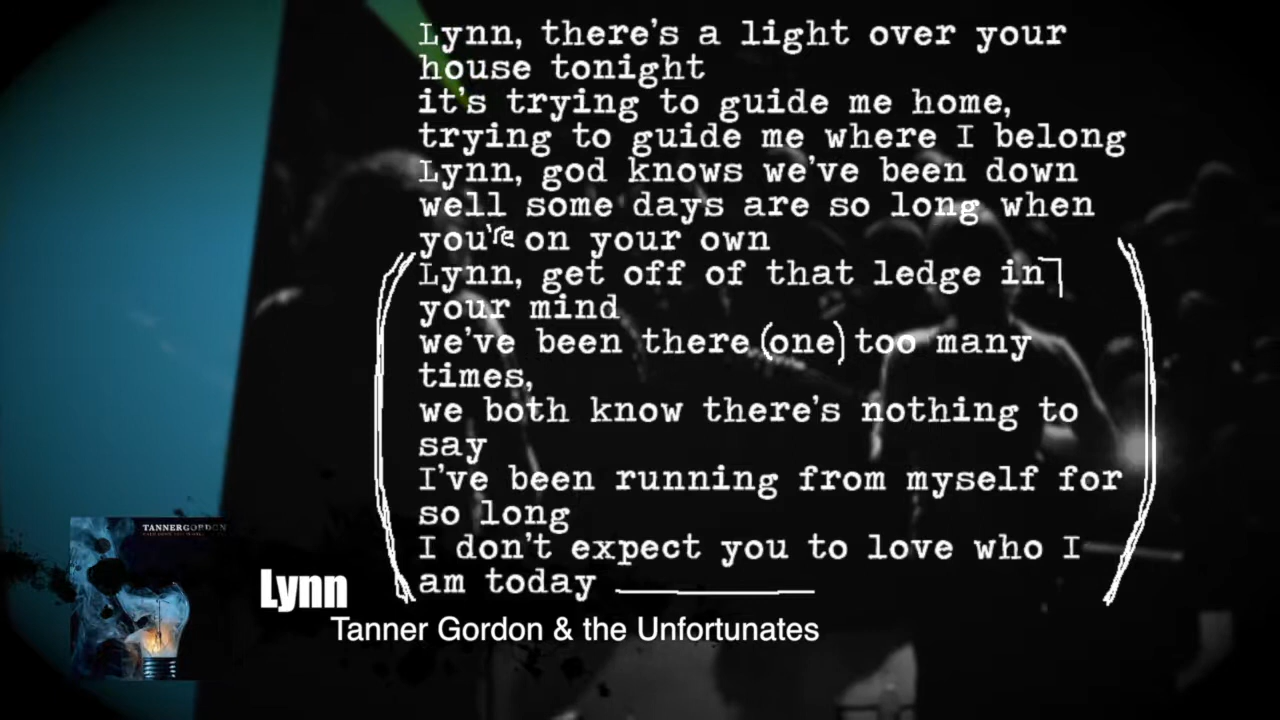 Lynn, there's a light over your
house tonight
it's trying to guide me home,
trying to guide me where I belong
Lynn, god knows we've been down
well some days are so long when
you're on your own
Lynn, get off of that ledge in
your mind
we've been there (one) too many
times,
we both know there's nothing to
say
I've been running from myself for
so long
I don't expect you to love who I
am today
TANNERGORDON
Lynn
Tanner Gordon & the Unfortunates